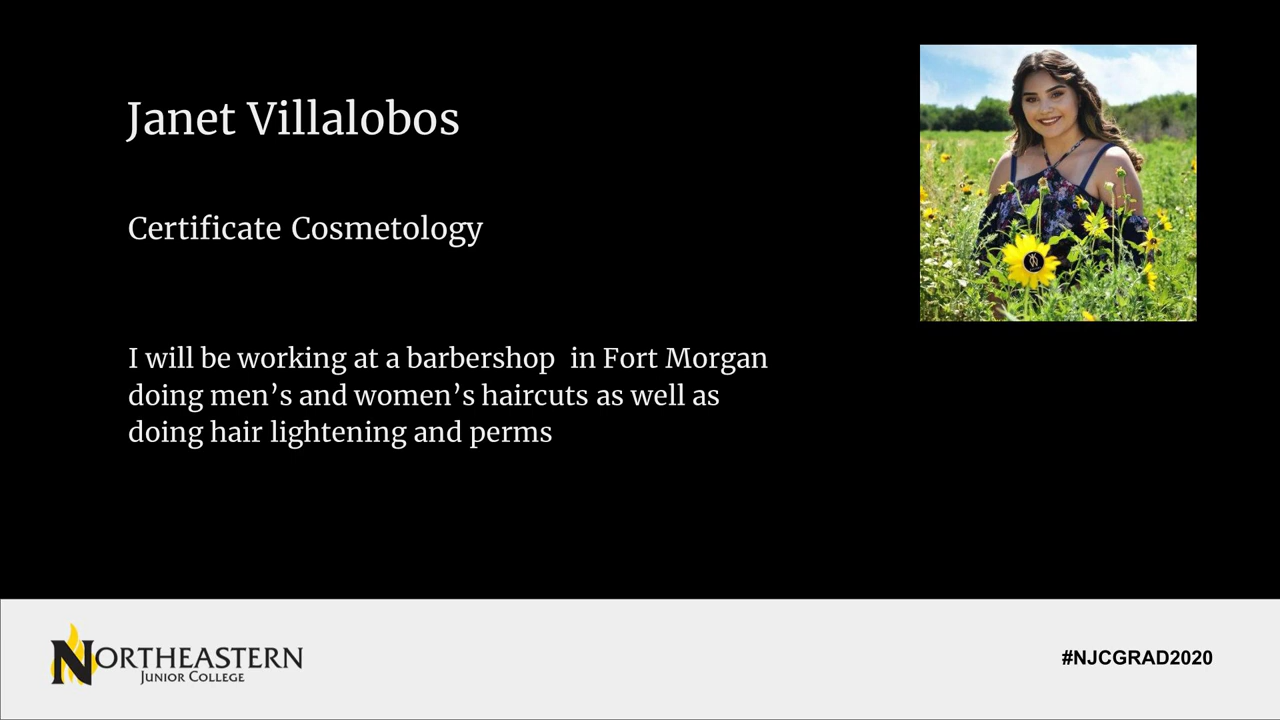 Janet Villalobos
Certificate Cosmetology
I will be working at a barbershop  in Fort Morgan
doing men’s and women’s haircuts as well as
doing hair lightening and perms
NORTHEASTERN
JUNIOR COLLEGE
#NJCGRAD2020